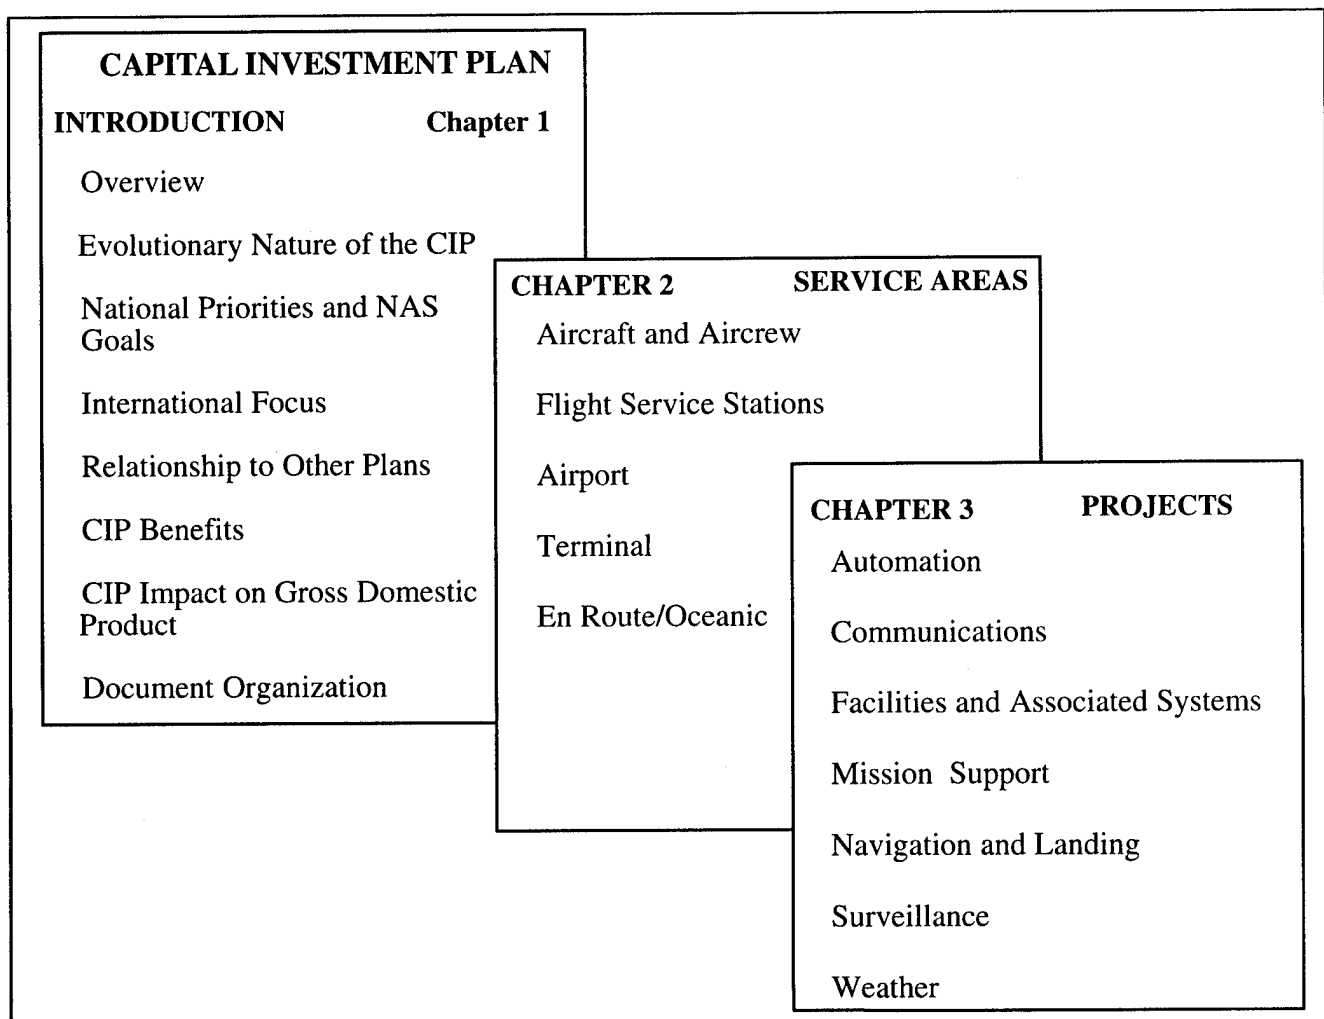 CAPITAL INVESTMENT PLAN
INTRODUCTION Chapter 1
Overview
Evolutionary Nature of the CIP
National Priorities and NAS
Goals
International Focus
Relationship to Other Plans
CIP Benefits
CIP Impact on Gross Domestic
Product
Document Organization
CHAPTER 2 SERVICE AREAS
Aircraft and Aircrew
Flight Service Stations
Airport
Terminal
En Route/Oceanic
CHAPTER 3 PROJECTS
Automation
Communications
Facilities and Associated Systems
Mission Support
Navigation and Landing
Surveillance
Weather